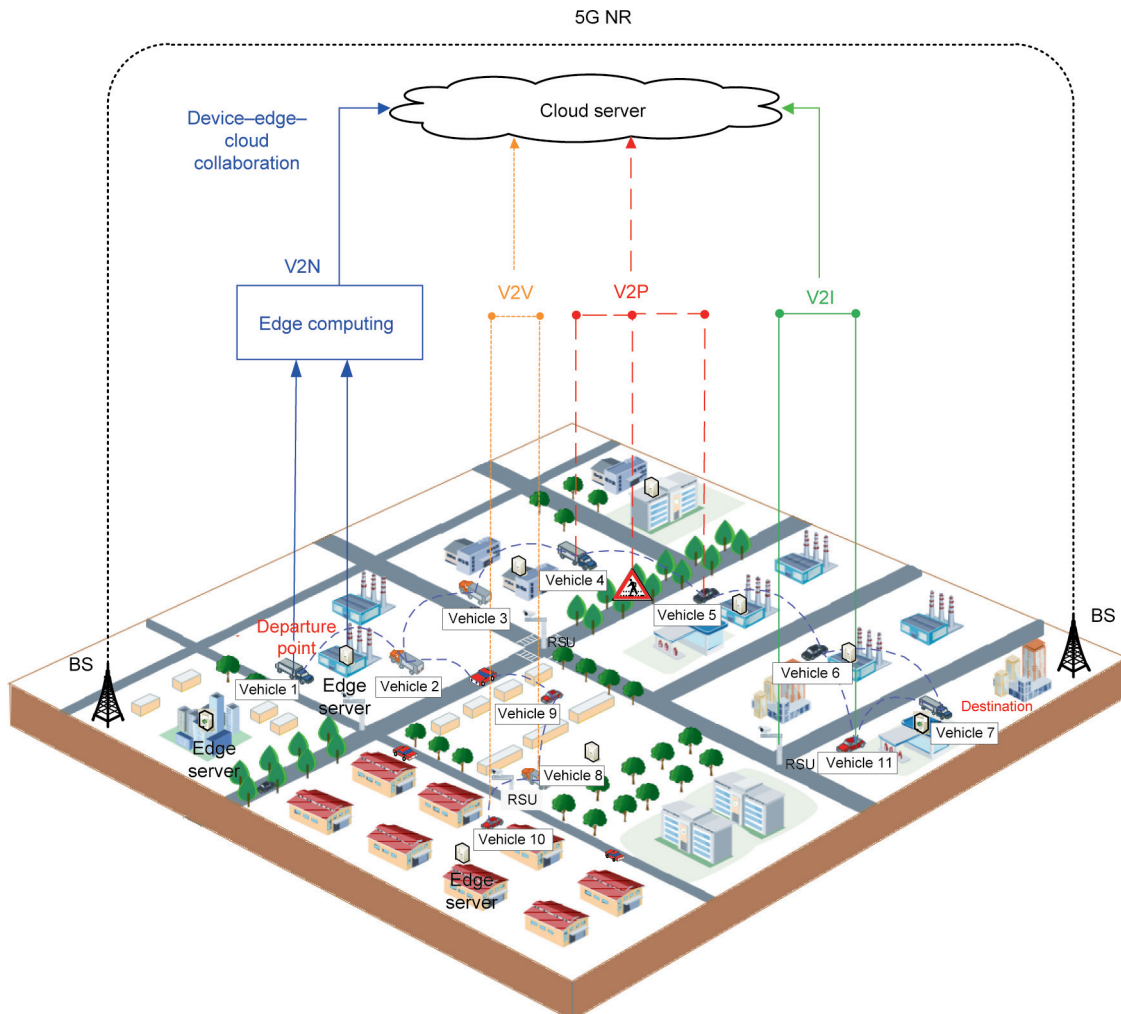 5G NR
Cloud server
Device–edge–
cloud
collaboration
V2N
V2V
V2P
V2I
Edge computing
Vehicle 4
Vehicle 3
Vehicle 5
RSU
Departure
point
BS
BS
Vehicle 1
Vehicle 2
Vehicle 6
Edge
server
Vehicle 9
Destination
Vehicle 7
Edge
server
RSU
Vehicle 11
Vehicle 8
RSU
Vehicle 10
Edge
server